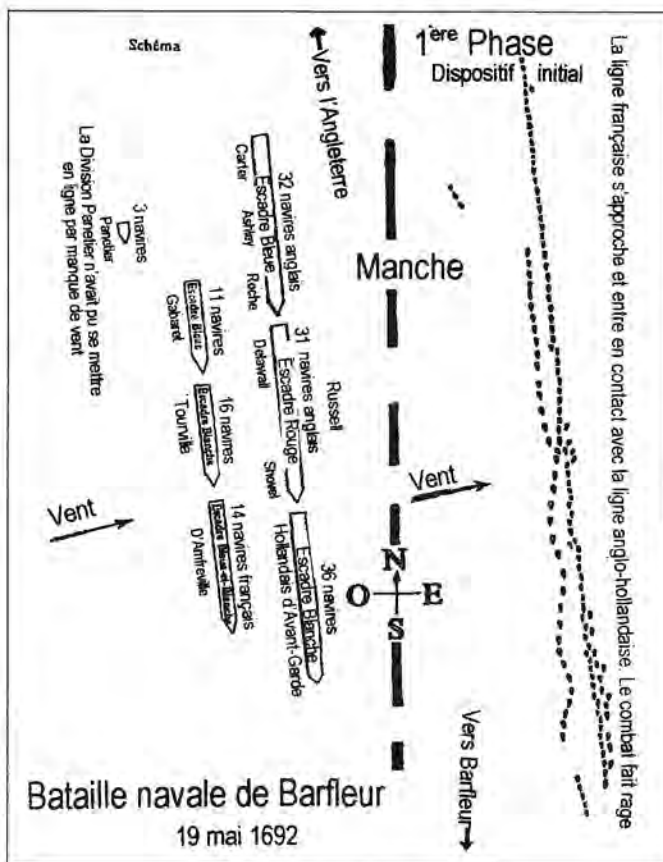 Schéma
Vers l'Angleterre
1ère Phase
Dispositif initial
La ligne française s'approche et entre en contact avec la ligne anglo-hollandaise. Le combat fait rage
Manche
32 navires anglais
Escadre Bleue
Carter
Ashey
Roche
31 navires anglais
Escadre Rouge
Delawall
Russell
Shovel
36 navires
Escadre Blanche
Hollandais d'Avant-Garde
3 navires
Panetier
La Division Panetier n'avait pu se mettre
en ligne par manque de vent
11 navires
Escadre Bleue
Gabaret
16 navires
Escadre Blanche
Tourville
14 navires français
Escadre Bleue et Blanche
D'Amfreville
Vent
Vent
N
O
E
S
Vers Barfleur
Bataille navale de Barfleur
19 mai 1692